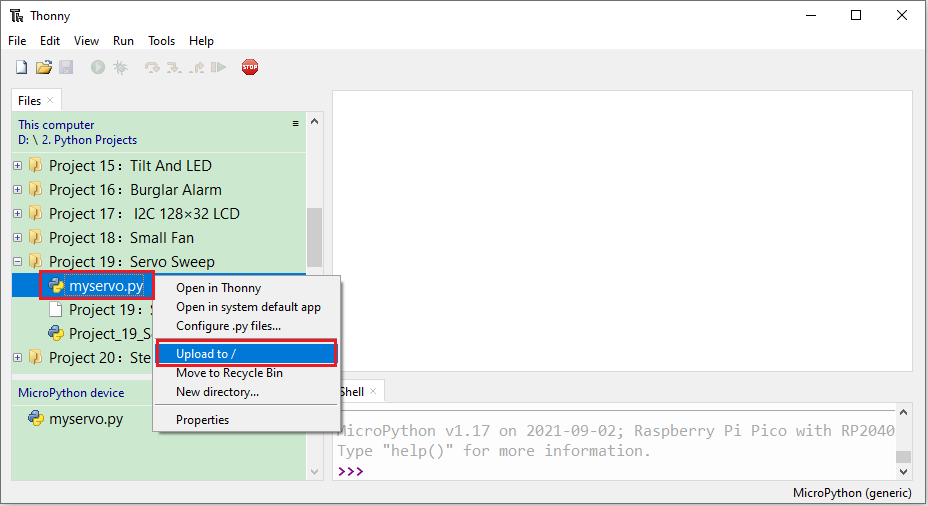 Thonny
File Edit View Run Tools Help
STOP
Files
This computer
D: \ 2. Python Projects
Project 15：Tilt And LED
Project 16：Burglar Alarm
Project 17： I2C 128×32 LCD
Project 18：Small Fan
Project 19：Servo Sweep
myservo.py
Project 19：
Project_19_S
Project 20：Ste
Open in Thonny
Open in system default app
Configure .py files...
Upload to /
Move to Recycle Bin
New directory...
Properties
MicroPython device
myservo.py
Shell
MicroPython v1.17 on 2021-09-02; Raspberry Pi Pico with RP2040
Type "help()" for more information.
>>>
MicroPython (generic)